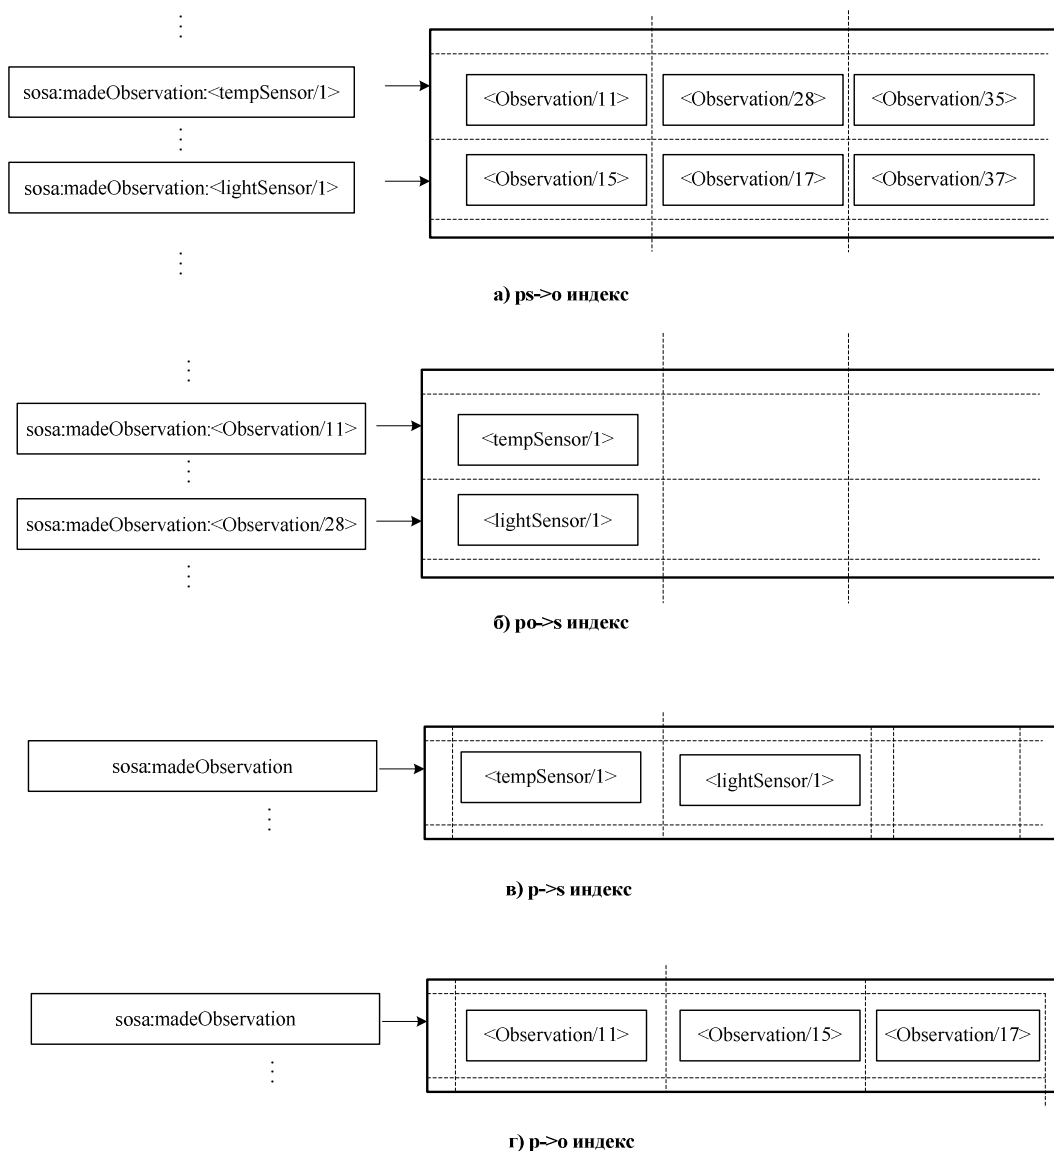 sosa:madeObservation:<tempSensor/1>
<Observation/11> <Observation/28> <Observation/35>
sosa:madeObservation:<lightSensor/1>
<Observation/15> <Observation/17> <Observation/37>
а) ps->o индекс
sosa:madeObservation:<Observation/11>
<tempSensor/1>
sosa:madeObservation:<Observation/28>
<lightSensor/1>
б) po->s индекс
sosa:madeObservation
<tempSensor/1> <lightSensor/1>
в) p->s индекс
sosa:madeObservation
<Observation/11> <Observation/15> <Observation/17>
г) p->o индекс